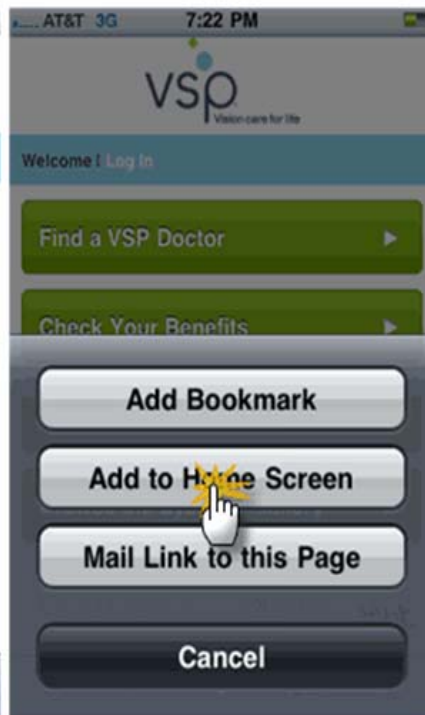 AT&T 3G 7:22 PM
vsp
Vision care for life
Welcome! Log In
Find a VSP Doctor
Check Your Benefits
Add Bookmark
Add to Home Screen
Mail Link to this Page
Cancel